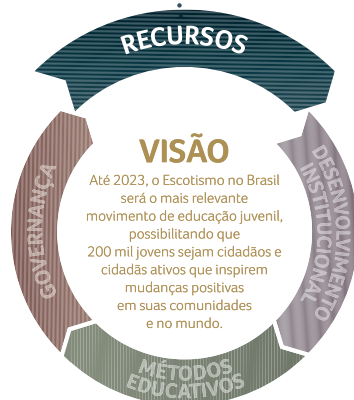 RECURSOS
VISÃO
Até 2023, o Escotismo no Brasil
será o mais relevante
movimento de educação juvenil,
possibilitando que
200 mil jovens sejam cidadãos e
cidadãs ativos que inspirem
mudanças positivas
em suas comunidades
e no mundo.
GOVERNANÇA
DESENVOLVIMENTO
INSTITUCIONAL
MÉTODOS
EDUCATIVOS